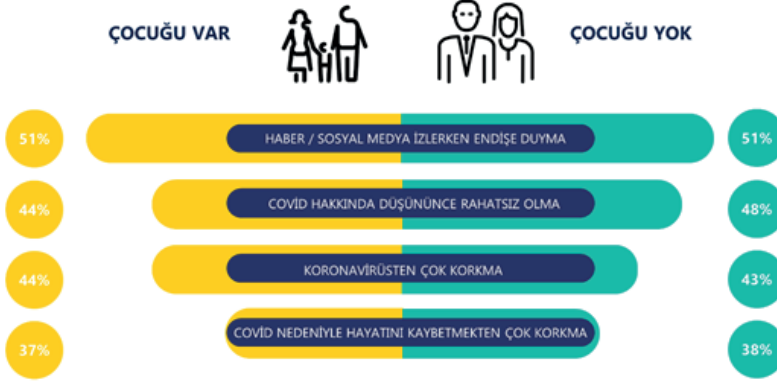 ÇOCUĞU VAR
ÇOCUĞU YOK
51%
HABER / SOSYAL MEDYA İZLERKEN ENDİŞE DUYMA
51%
44%
COVİD HAKKINDA DÜŞÜNÜNCE RAHATSIZ OLMA
48%
44%
KORONAVİRÜSTEN ÇOK KORKMA
43%
37%
COVİD NEDENİYLE HAYATINI KAYBETMEKTEN ÇOK KORKMA
38%